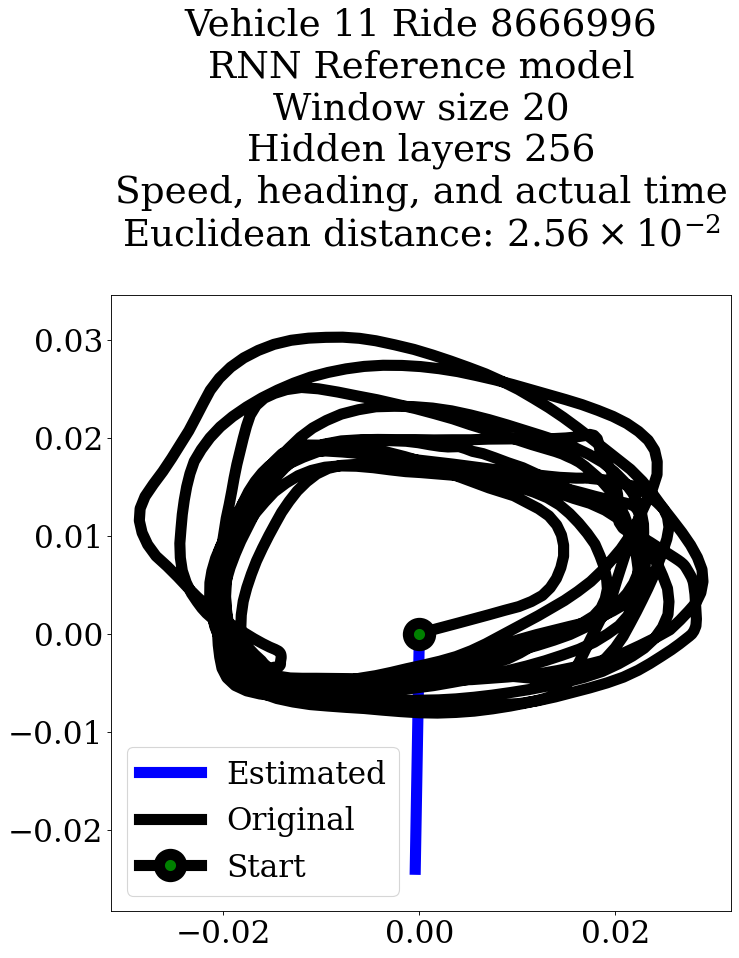 Vehicle 11 Ride 8666996
RNN Reference model
Window size 20
Hidden layers 256
Speed, heading, and actual time
Euclidean distance: 2.56 × 10⁻²
0.03
0.02
0.01
0.00
−0.01
−0.02
Estimated
Original
Start
−0.02 0.00 0.02